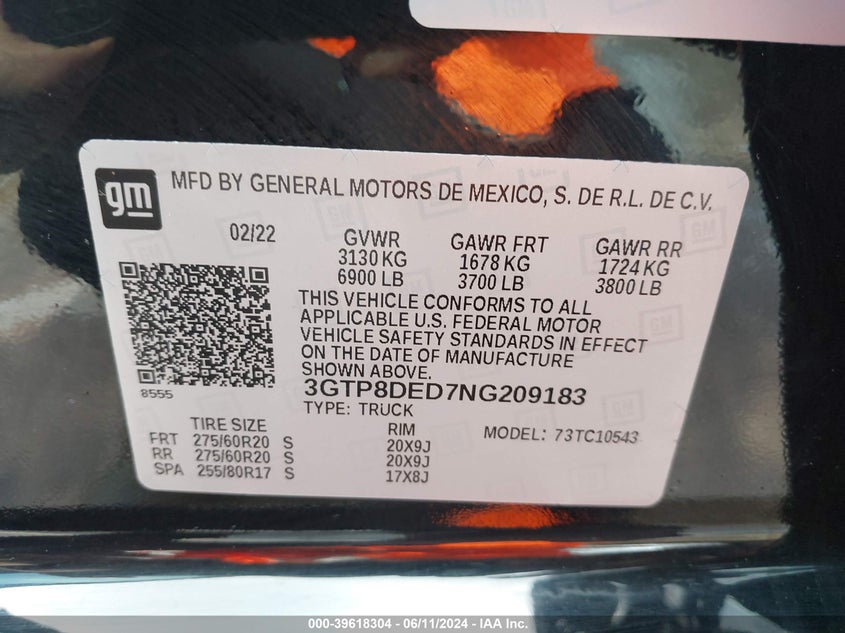 gm MFD BY GENERAL MOTORS DE MEXICO, S. DE R.L. DE C.V.
02/22 GVWR GAWR FRT GAWR RR
3130 KG 1678 KG 1724 KG
6900 LB 3700 LB 3800 LB
THIS VEHICLE CONFORMS TO ALL
APPLICABLE U.S. FEDERAL MOTOR
VEHICLE SAFETY STANDARDS IN EFFECT
ON THE DATE OF MANUFACTURE
SHOWN ABOVE.
8555
3GTP8DED7NG209183
TYPE: TRUCK
TIRE SIZE RIM MODEL: 73TC10543
FRT 275/60R20 S 20X9J
RR 275/60R20 S 20X9J
SPA 255/80R17 S 17X8J
000-39618304 - 06/11/2024 - IAA Inc.